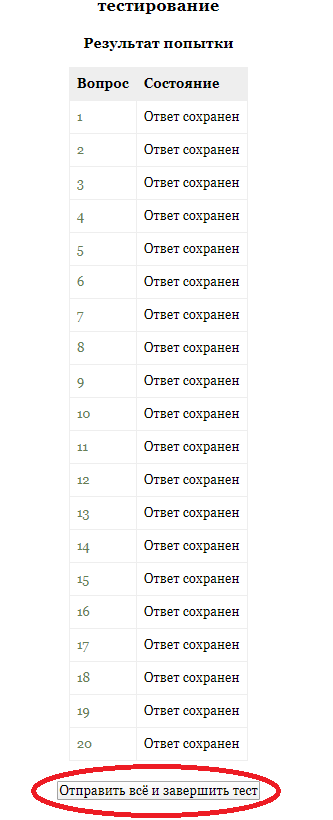 тестирование
Результат попытки
Вопрос Состояние
1 Ответ сохранен
2 Ответ сохранен
3 Ответ сохранен
4 Ответ сохранен
5 Ответ сохранен
6 Ответ сохранен
7 Ответ сохранен
8 Ответ сохранен
9 Ответ сохранен
10 Ответ сохранен
11 Ответ сохранен
12 Ответ сохранен
13 Ответ сохранен
14 Ответ сохранен
15 Ответ сохранен
16 Ответ сохранен
17 Ответ сохранен
18 Ответ сохранен
19 Ответ сохранен
20 Ответ сохранен
Отправить всё и завершить тест